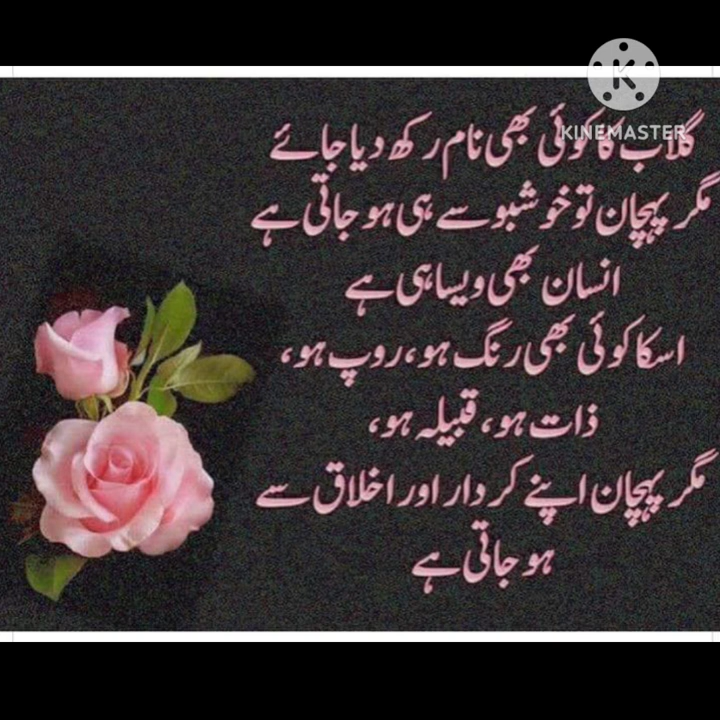 KINEMASTER
گلاب کا کوئی بھی نام رکھ دیا جائے
مگر پہچان تو خوشبو سے ہی ہو جاتی ہے
انسان بھی ویسا ہی ہے
اسکا کوئی بھی رنگ ہو، روپ ہو،
ذات ہو، قبیلہ ہو،
مگر پہچان اپنے کردار اور اخلاق سے
ہو جاتی ہے